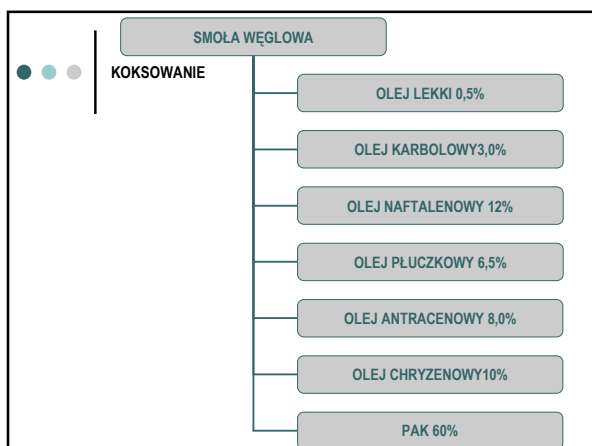 SMOŁA WĘGLOWA
KOKSOWANIE
OLEJ LEKKI 0,5%
OLEJ KARBOLOWY3,0%
OLEJ NAFTALENOWY 12%
OLEJ PŁUCZKOWY 6,5%
OLEJ ANTRACENOWY 8,0%
OLEJ CHRYZENOWY10%
PAK 60%